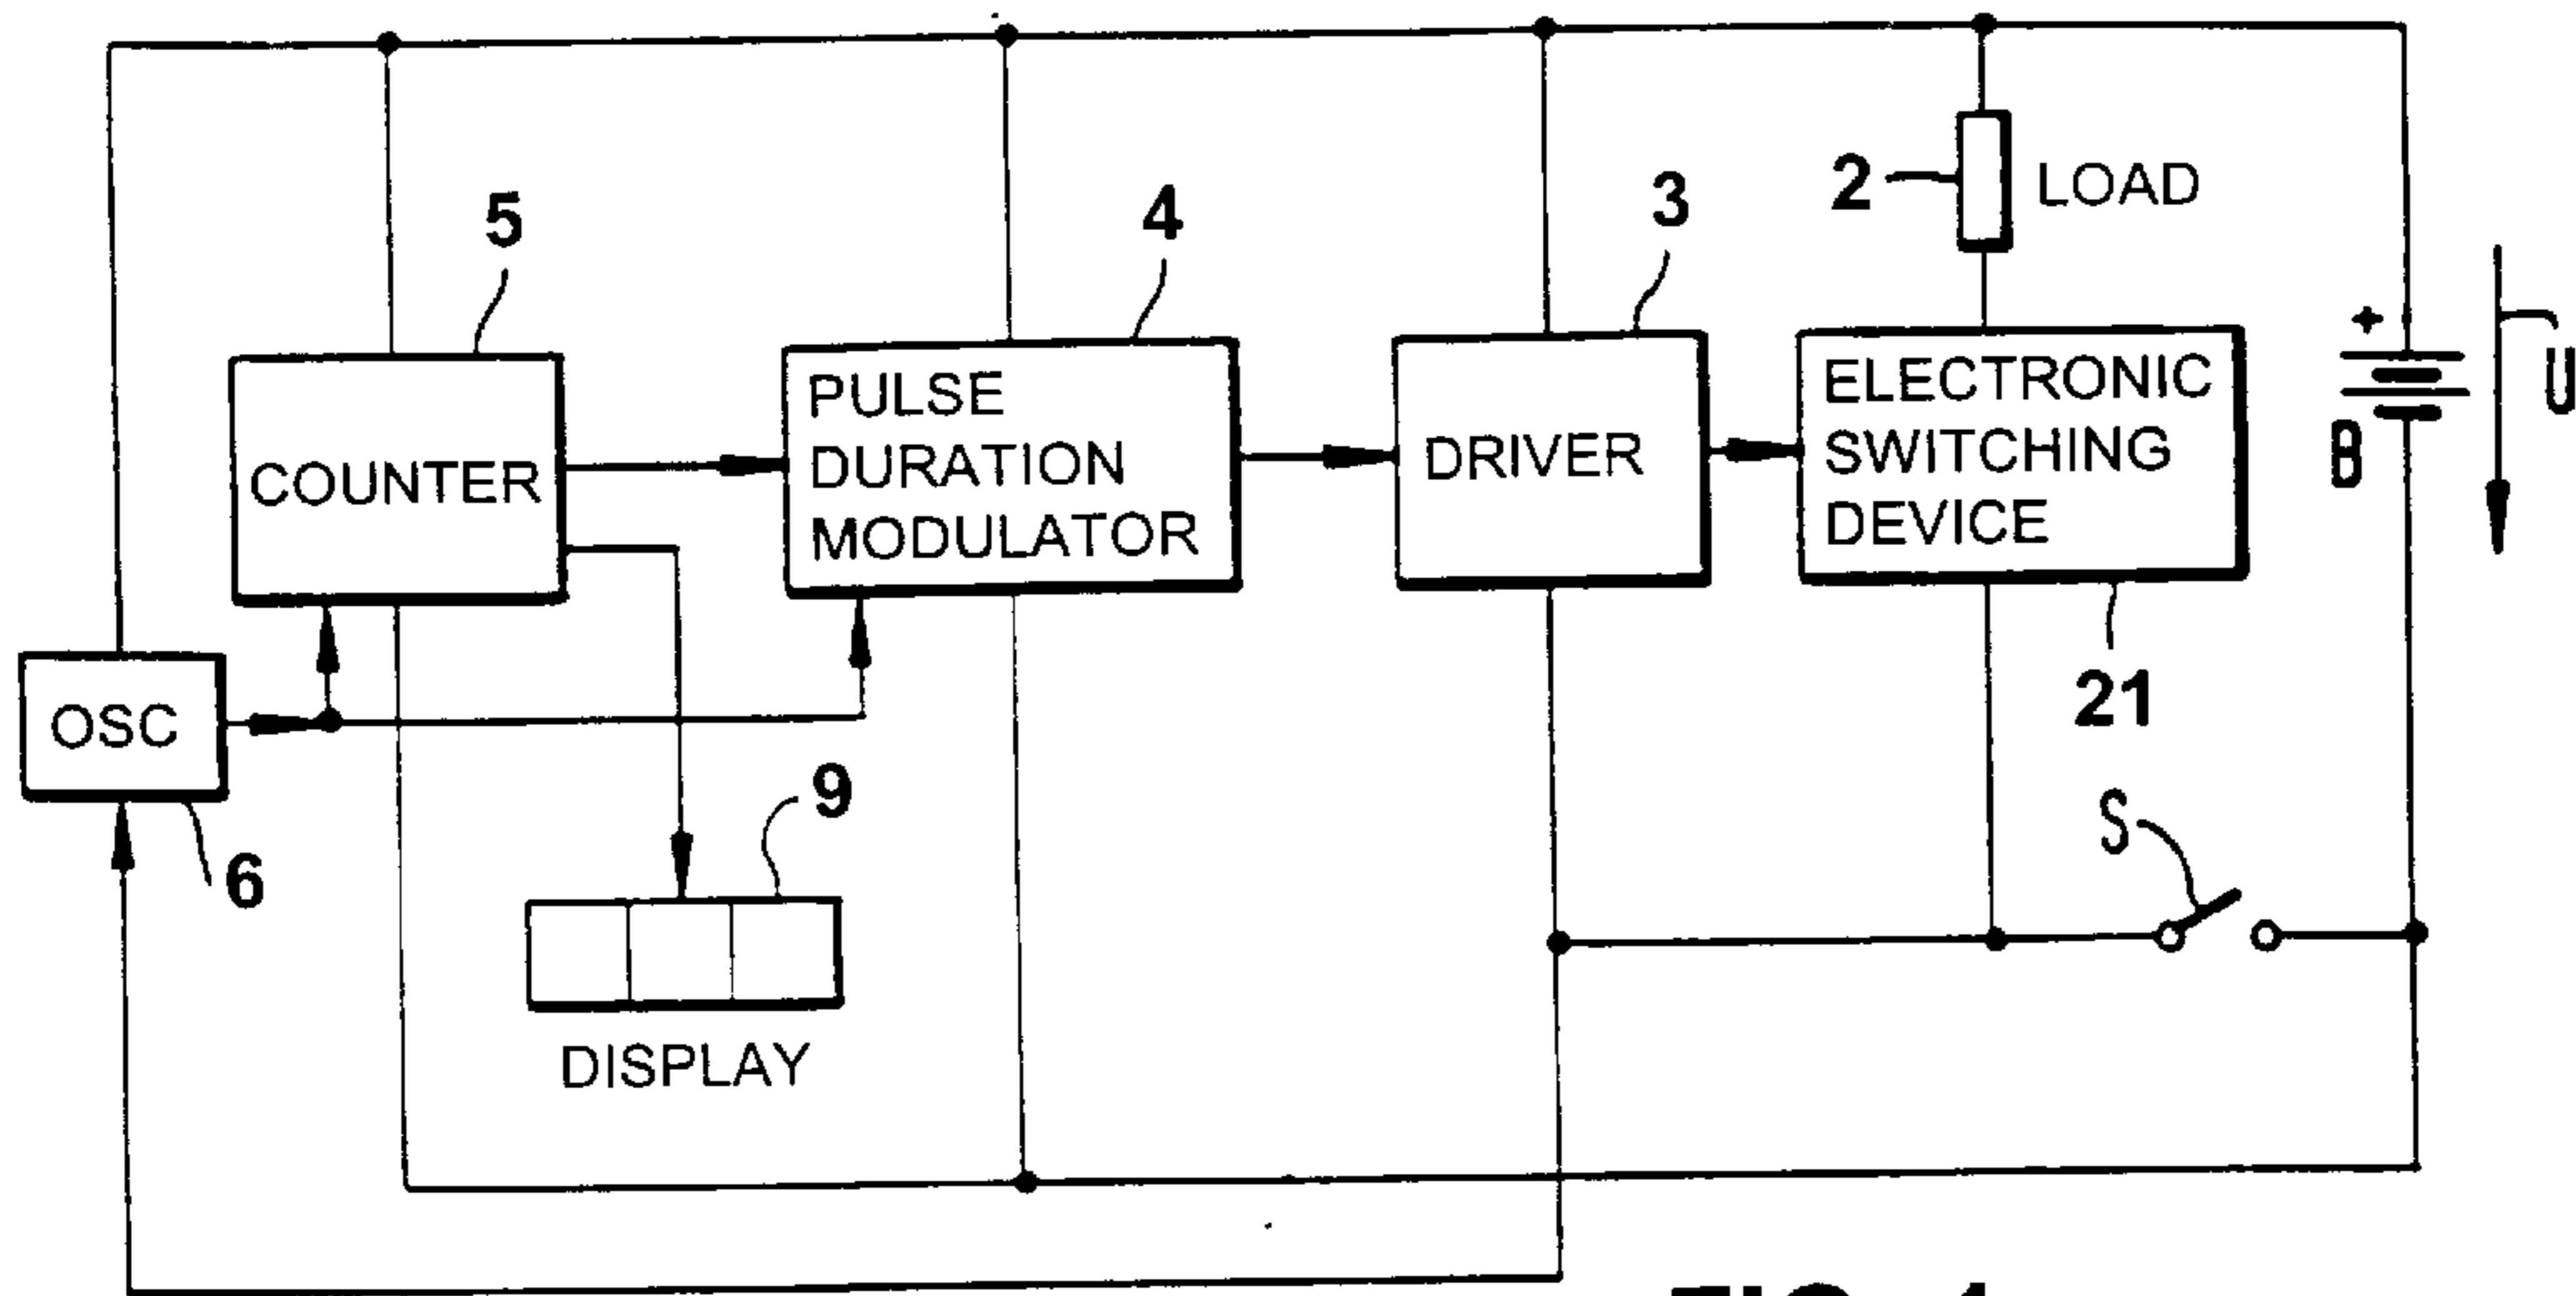 5
4
3
2
LOAD
+
U
B
COUNTER
PULSE
DURATION
MODULATOR
DRIVER
ELECTRONIC
SWITCHING
DEVICE
21
OSC
6
9
S
DISPLAY